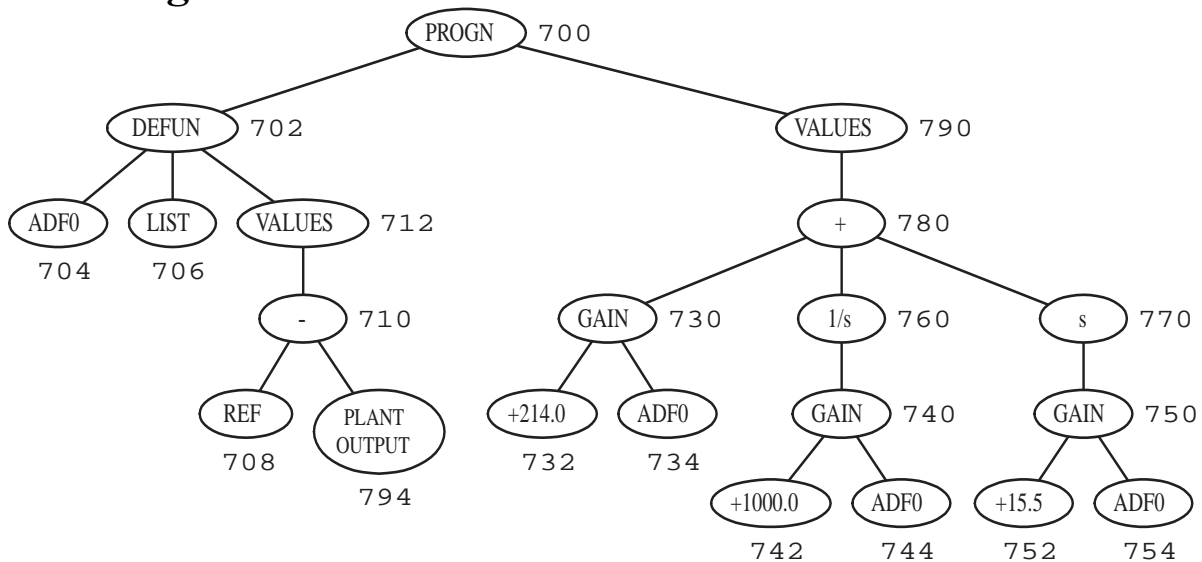 g
PROGN 700
DEFUN 702
VALUES 790
ADF0
LIST
VALUES 712
+ 780
704
706
- 710
GAIN 730
1/s 760
s 770
REF
PLANT
OUTPUT
+214.0
ADF0
GAIN 740
GAIN 750
708
794
732
734
+1000.0
ADF0
+15.5
ADF0
742
744
752
754